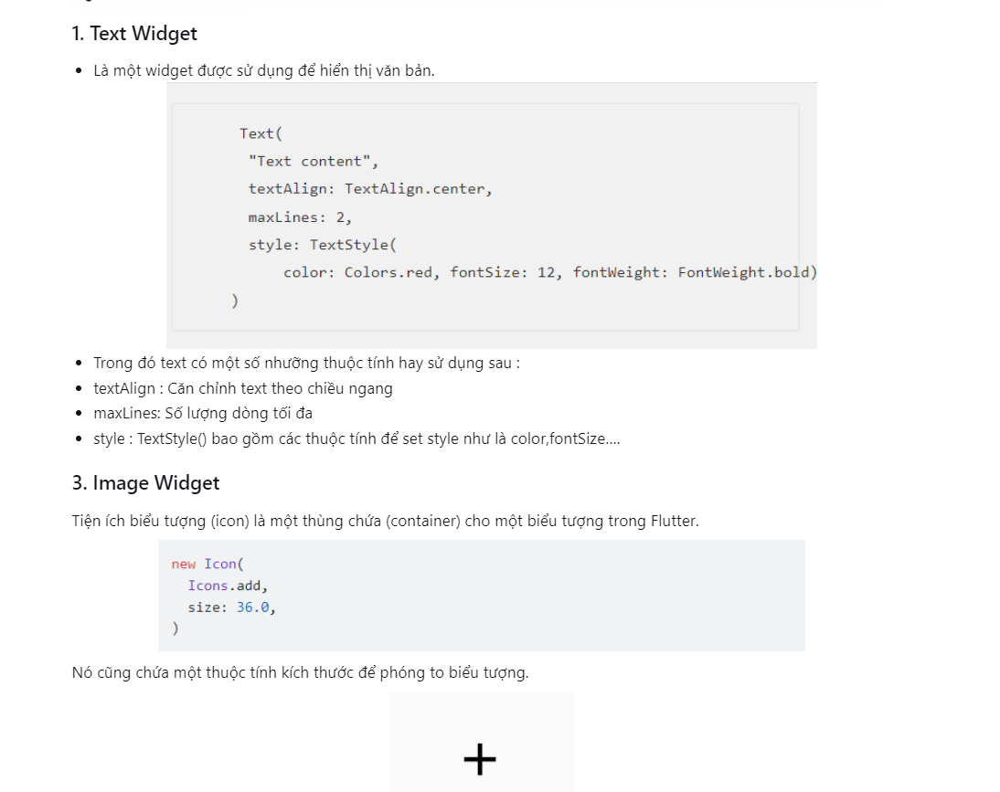 1. Text Widget
Là một widget được sử dụng để hiển thị văn bản.
Text(
"Text content",
textAlign: TextAlign.center,
maxLines: 2,
style: TextStyle(
color: Colors.red, fontSize: 12, fontWeight: FontWeight.bold)
)
Trong đó text có một số nhưỡng thuộc tính hay sử dụng sau :
textAlign : Căn chỉnh text theo chiều ngang
maxLines: Số lượng dòng tối đa
style : TextStyle() bao gồm các thuộc tính để set style như là color,fontSize....
3. Image Widget
Tiện ích biểu tượng (icon) là một thùng chứa (container) cho một biểu tượng trong Flutter.
new Icon(
Icons.add,
size: 36.0,
)
Nó cũng chứa một thuộc tính kích thước để phóng to biểu tượng.